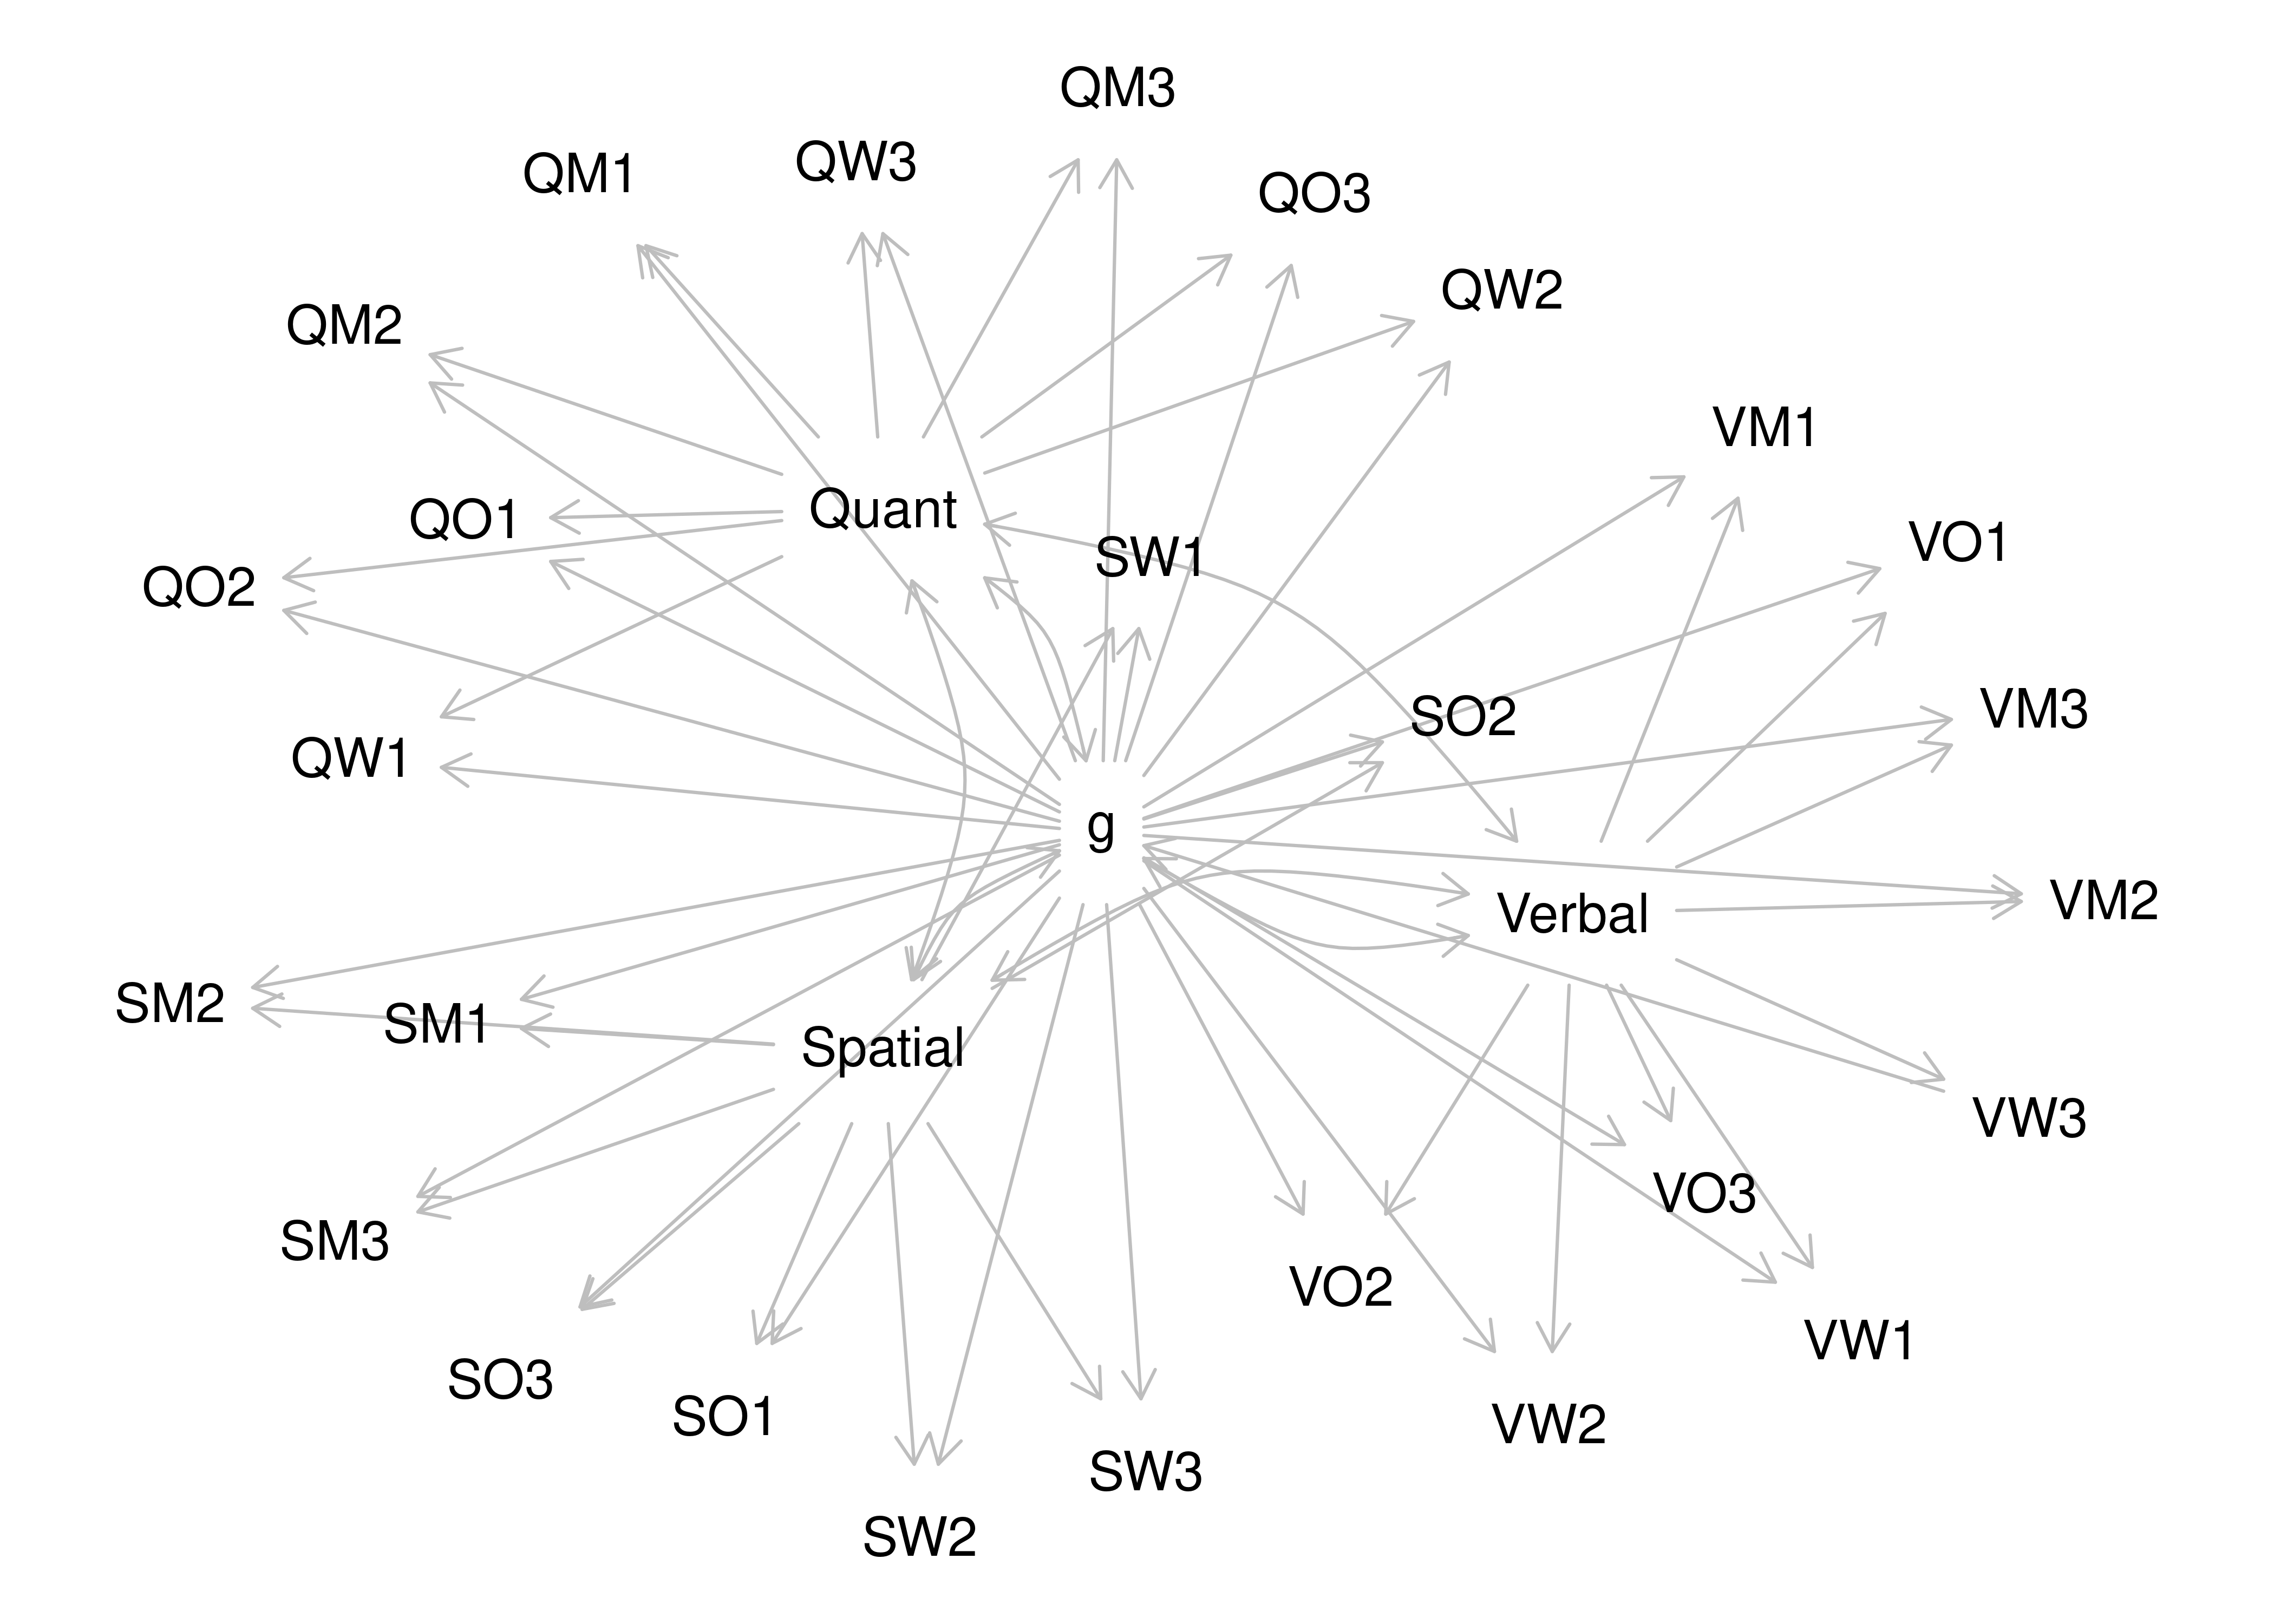 QM3
QW3
QM1
QO3
QW2
QM2
VM1
Quant
QO1
VO1
SW1
QO2
VM3
SO2
QW1
g
VM2
Verbal
SM2
SM1
Spatial
VW3
VO3
SM3
VO2
VW1
SO3
SO1
VW2
SW3
SW2